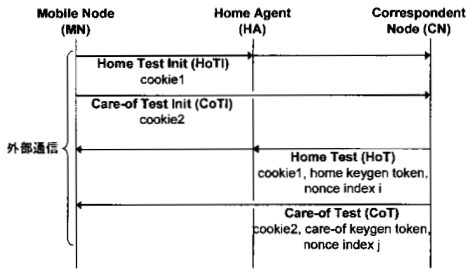 Mobile Node
(MN)
Home Agent
(HA)
Correspondent
Node (CN)
Home Test Init (HoTI)
cookie1
Care-of Test Init (CoTI)
cookie2
外部通信
Home Test (HoT)
cookie1, home keygen token,
nonce index i
Care-of Test (CoT)
cookie2, care-of keygen token,
nonce index j